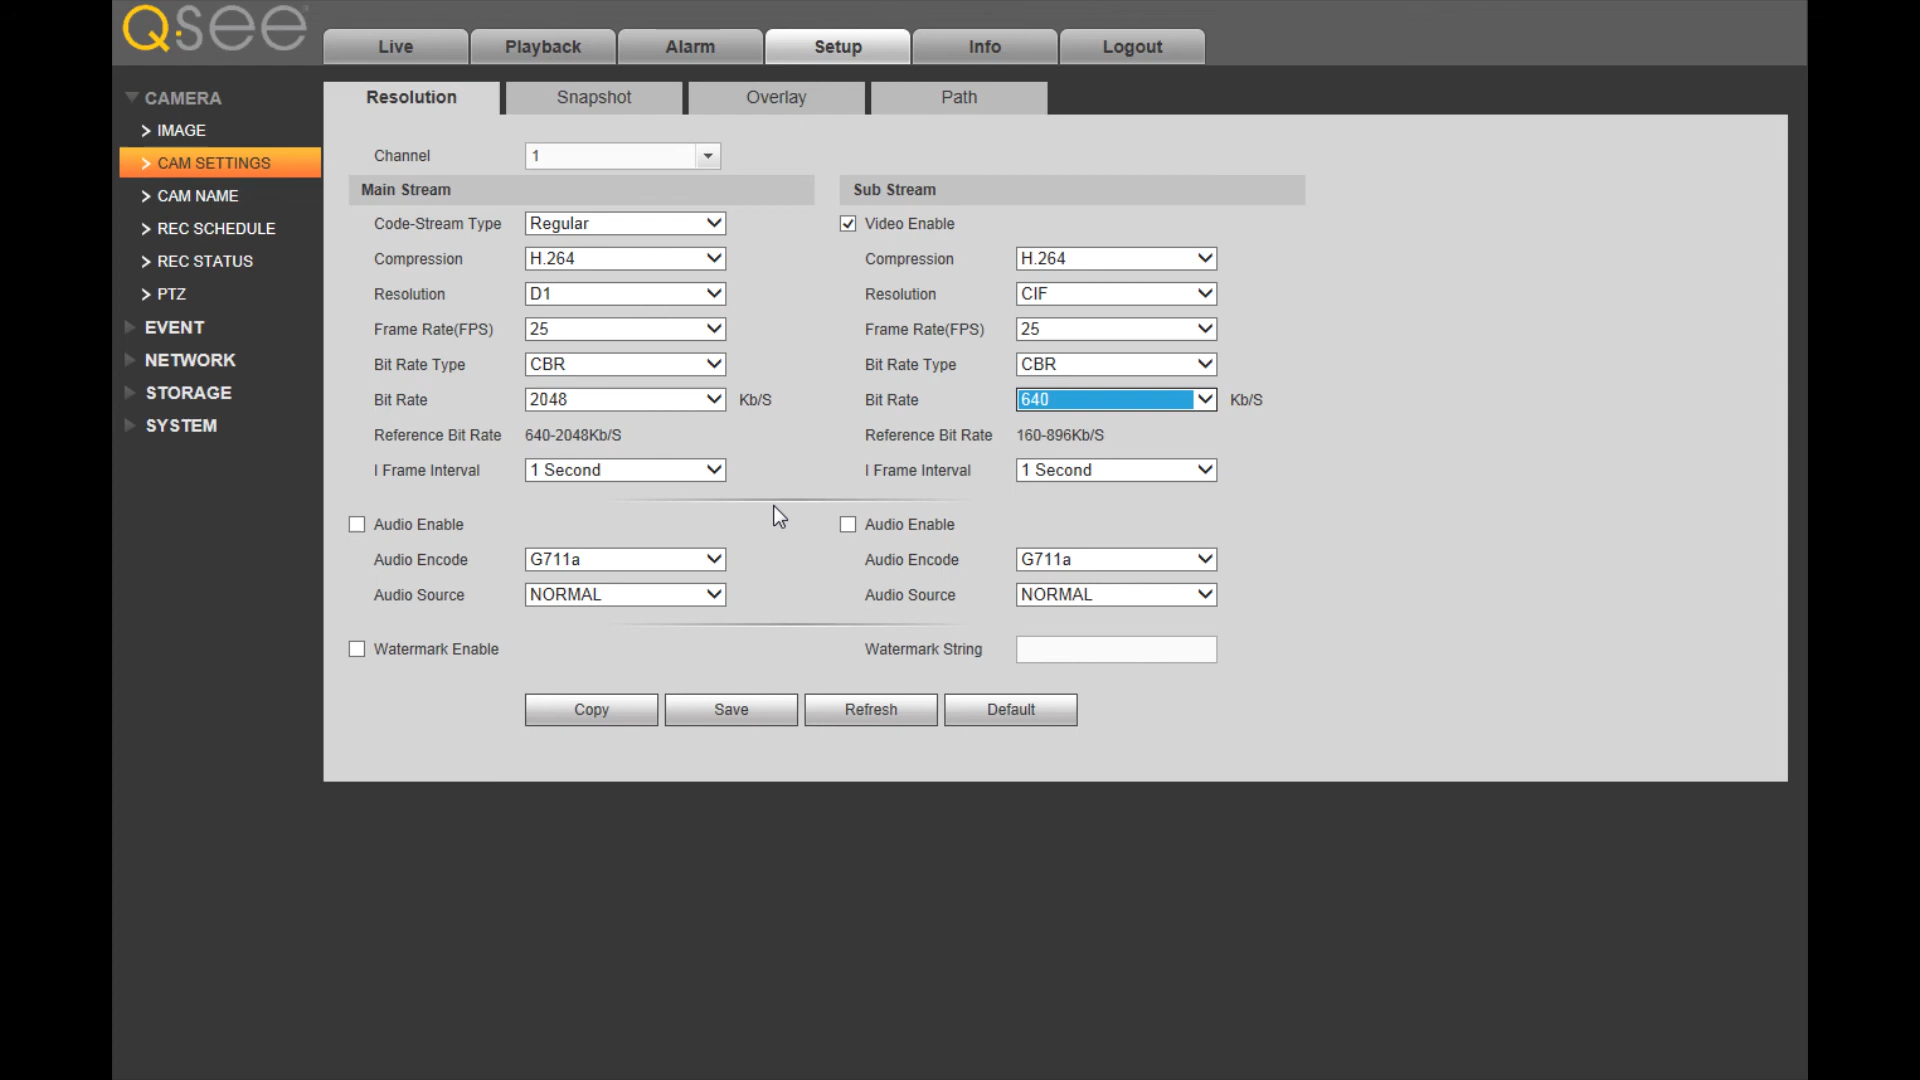 Q-See
Live Playback Alarm Setup Info Logout
CAMERA
IMAGE
CAM SETTINGS
CAM NAME
REC SCHEDULE
REC STATUS
PTZ
EVENT
NETWORK
STORAGE
SYSTEM
Resolution Snapshot Overlay Path
Channel 1
Main Stream Sub Stream
Code-Stream Type Regular Video Enable
Compression H.264 Compression H.264
Resolution D1 Resolution CIF
Frame Rate(FPS) 25 Frame Rate(FPS) 25
Bit Rate Type CBR Bit Rate Type CBR
Bit Rate 2048 Kb/S Bit Rate 640 Kb/S
Reference Bit Rate 640-2048Kb/S Reference Bit Rate 160-896Kb/S
I Frame Interval 1 Second I Frame Interval 1 Second
Audio Enable Audio Enable
Audio Encode G711a Audio Encode G711a
Audio Source NORMAL Audio Source NORMAL
Watermark Enable Watermark String
Copy Save Refresh Default